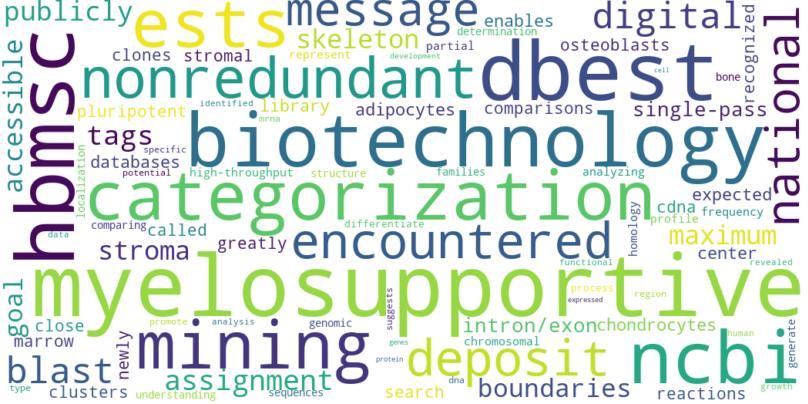 publicly
ests
message
enables
digital
national
skeleton
partial
determination
clones
stromal
represent
development
osteoblasts
recognized
accessible
hbmsc
nonredundant
dbest
cell
bone
pluripotent
identified
library
adipocytes
comparisons
single-pass
tags
mrna
biotechnology
specific
databases
potential
high-throughput
structure
families
analyzing
expected
localization
categorization
cdna
profile
frequency
data
comparing
called
differentiate
homology
maximum
stroma
greatly
encountered
center
functional
revealed
myelosupportive
process
expressed
region
goal
suggests
close
promote
analysis
genomic
intron/exon
chondrocytes
marrow
newly
mining
chromosomal
human
generate
genes
deposit
ncbi
blast
assignment
protein
dna
type
clusters
understanding
sequences
search
boundaries
reactions
growth